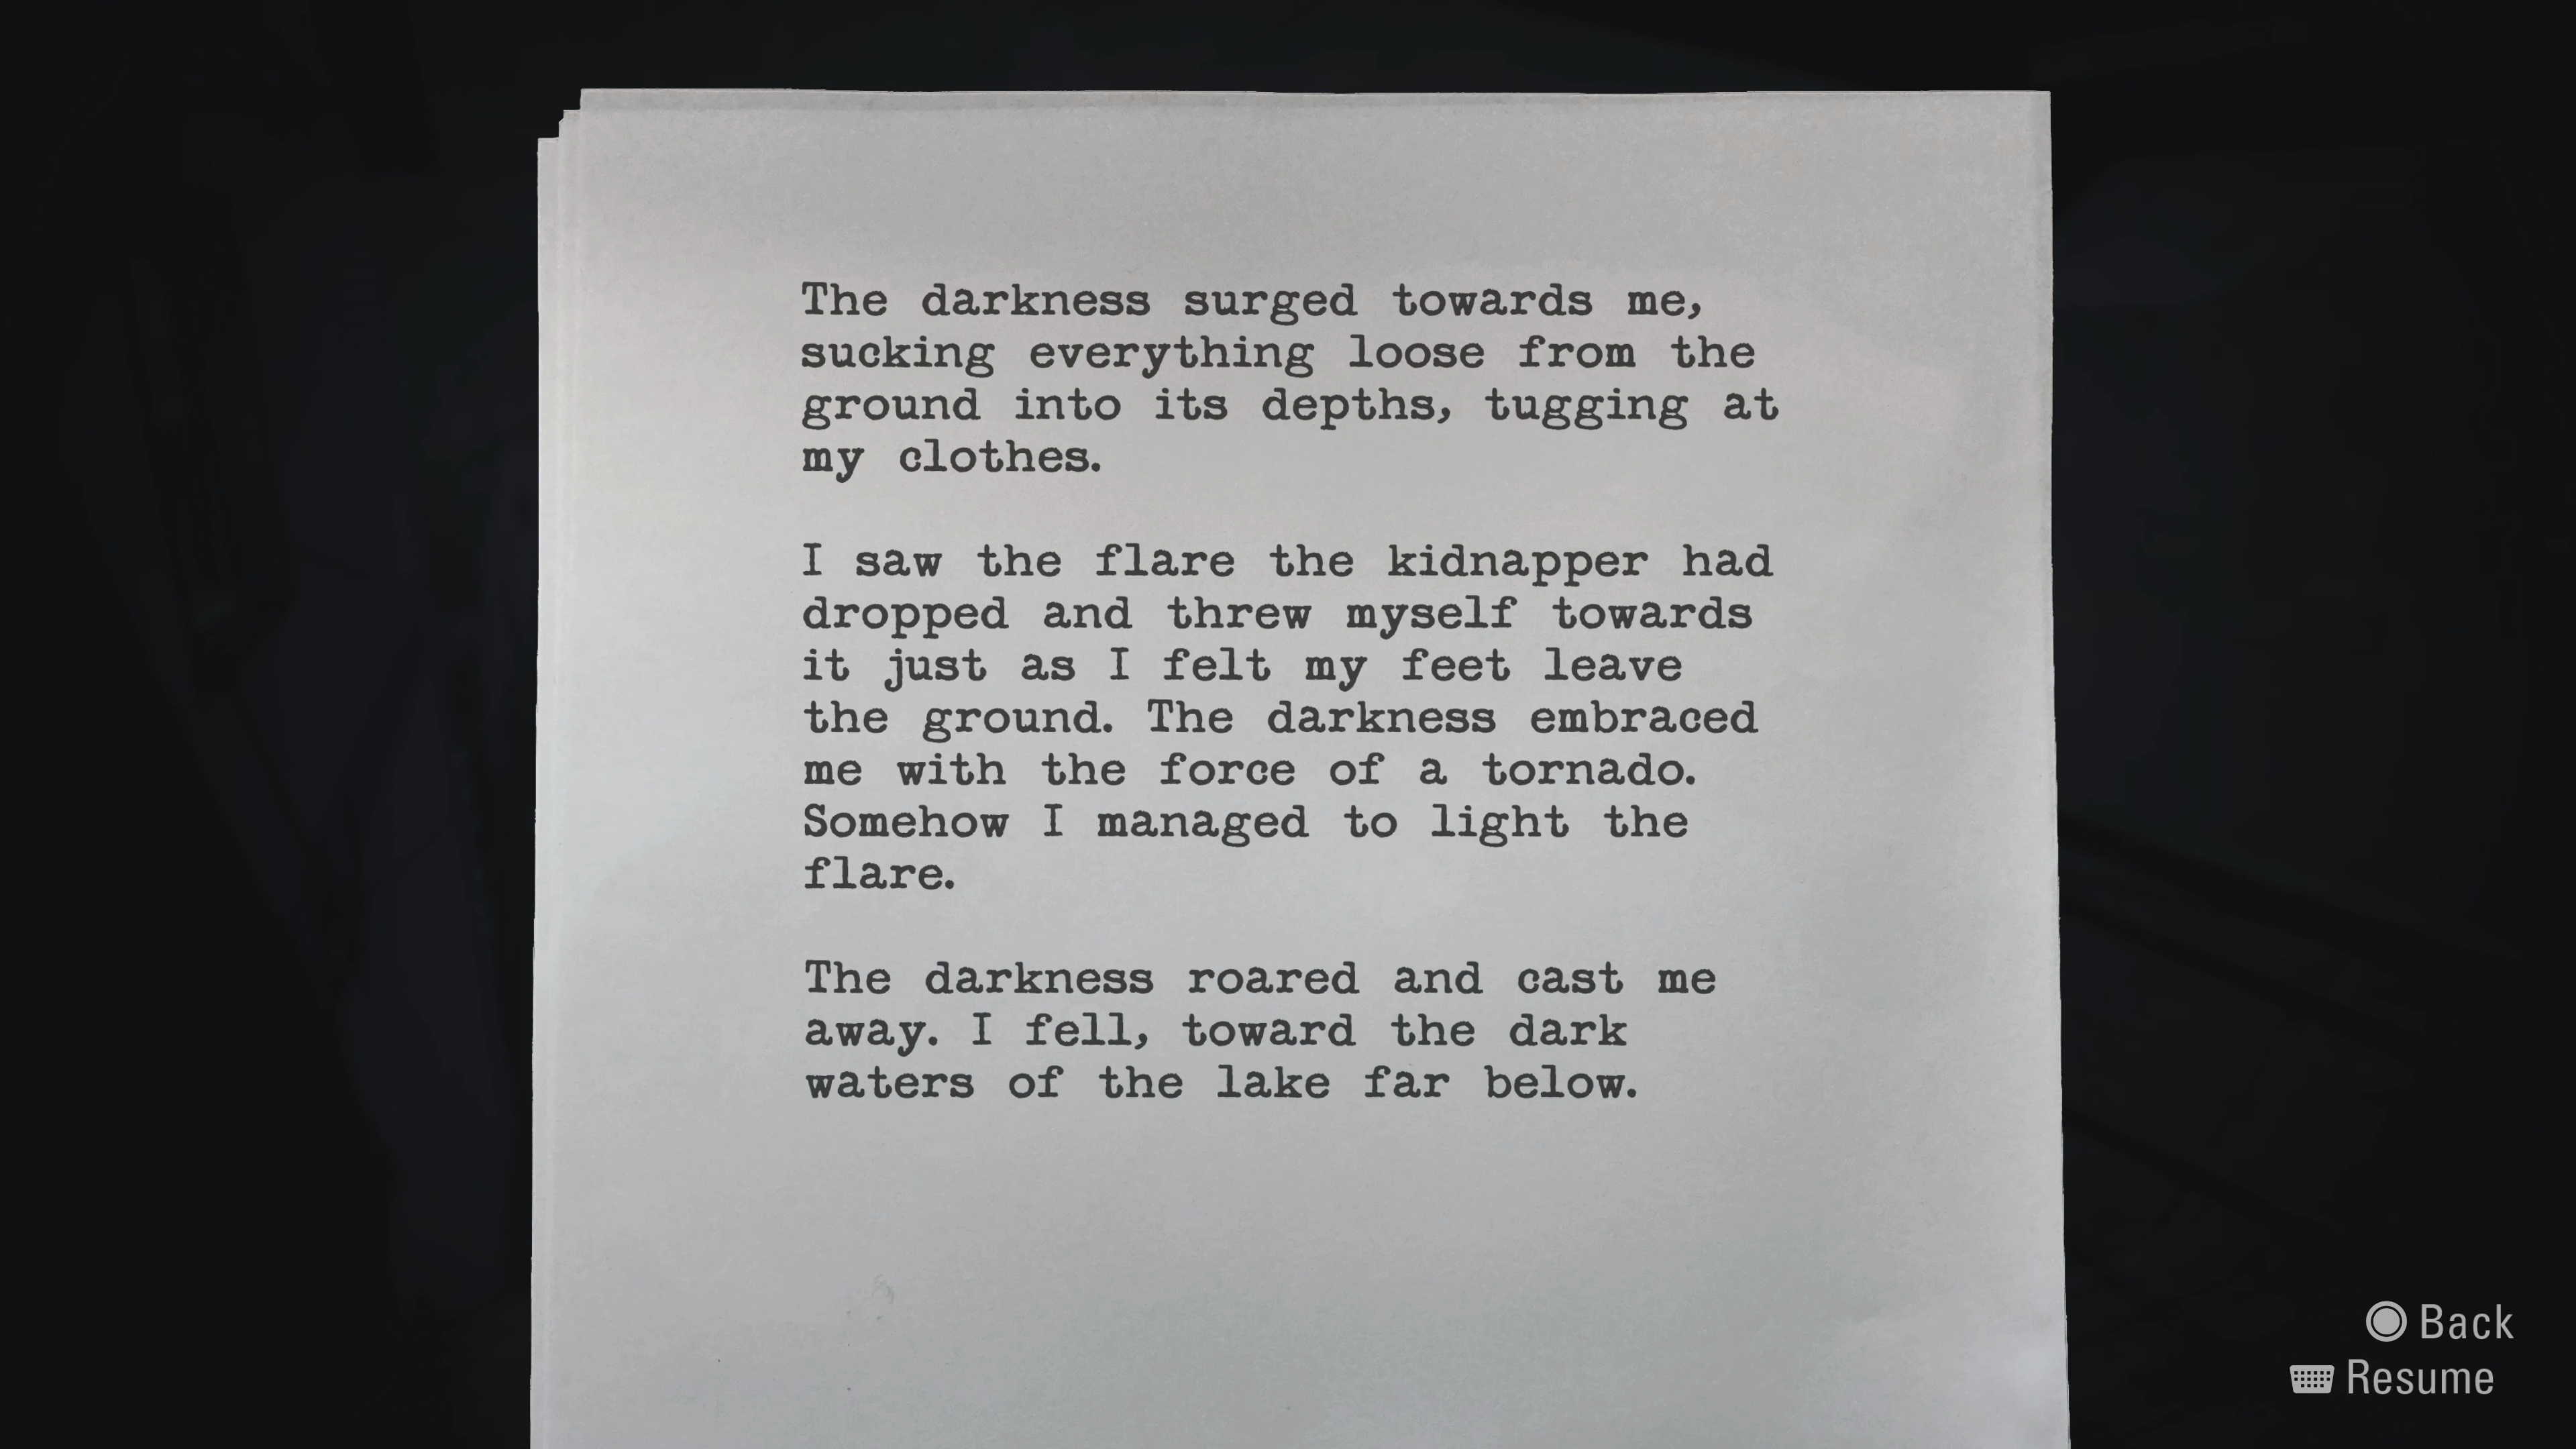 The darkness surged towards me,
sucking everything loose from the
ground into its depths, tugging at
my clothes.
I saw the flare the kidnapper had
dropped and threw myself towards
it just as I felt my feet leave
the ground. The darkness embraced
me with the force of a tornado.
Somehow I managed to light the
flare.
The darkness roared and cast me
away. I fell, toward the dark
waters of the lake far below.
Back
Resume